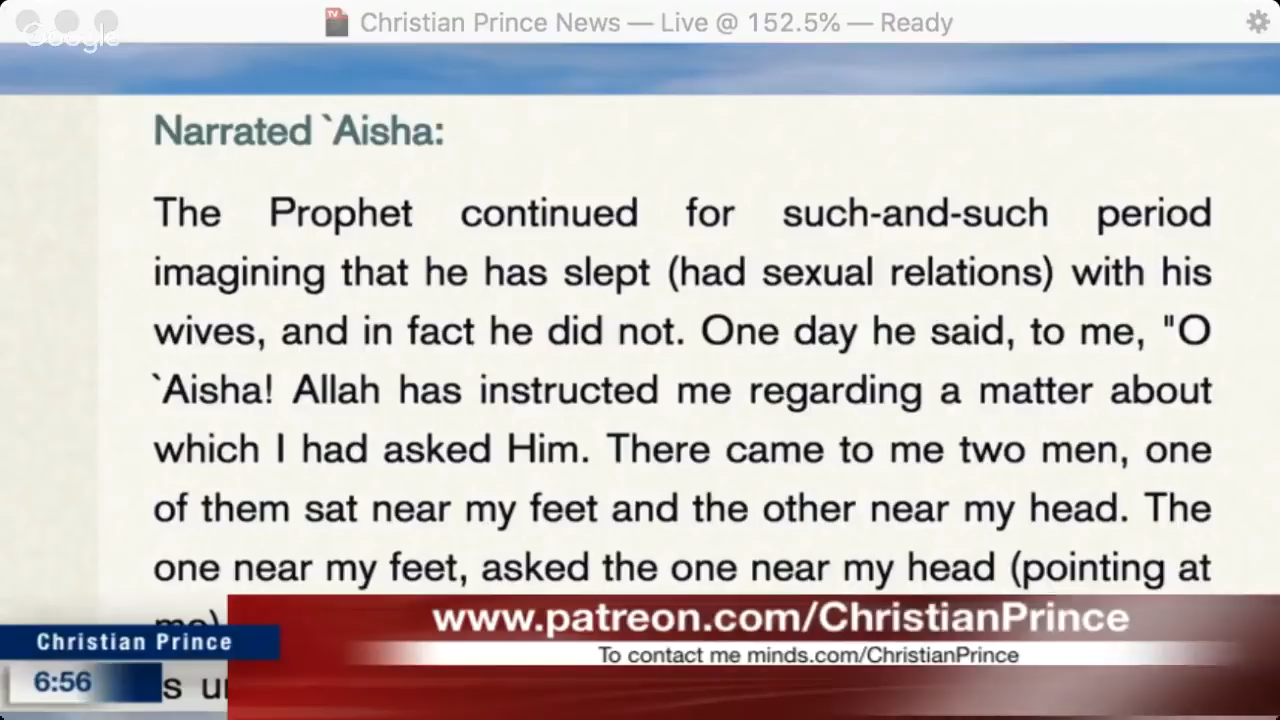 Christian Prince News — Live @ 152.5% — Ready
Google
Narrated `Aisha:
The Prophet continued for such-and-such period
imagining that he has slept (had sexual relations) with his
wives, and in fact he did not. One day he said, to me, "O
`Aisha! Allah has instructed me regarding a matter about
which I had asked Him. There came to me two men, one
of them sat near my feet and the other near my head. The
one near my feet, asked the one near my head (pointing at
www.patreon.com/ChristianPrince
Christian Prince
To contact me minds.com/ChristianPrince
6:56